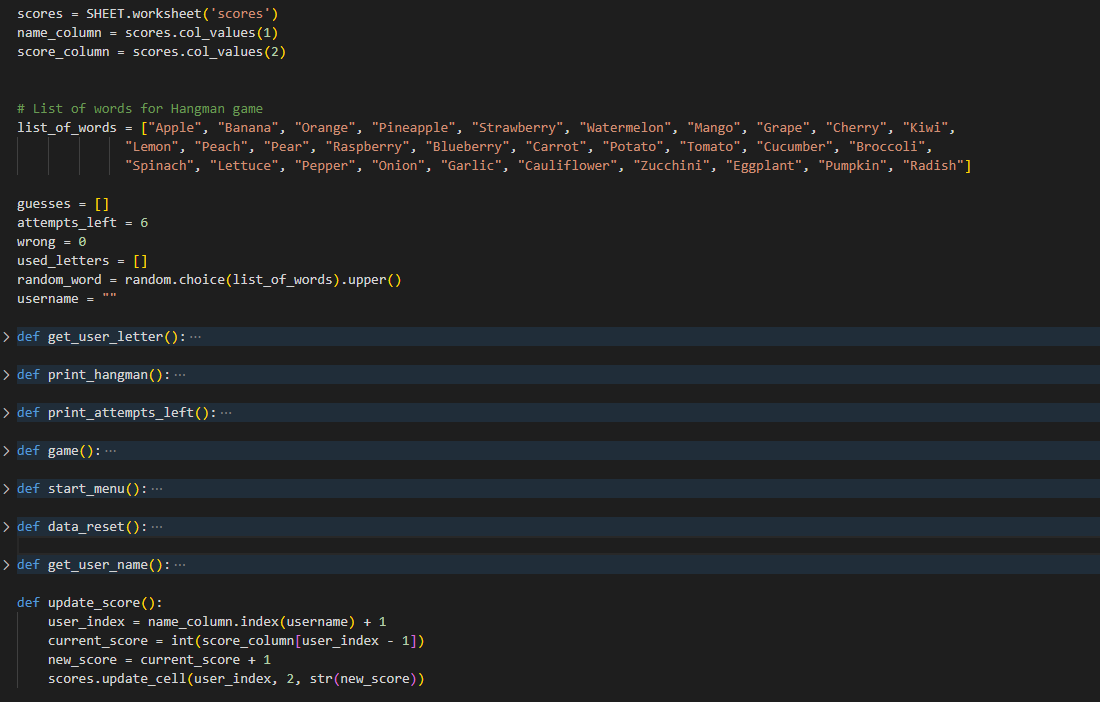 scores = SHEET.worksheet('scores')
name_column = scores.col_values(1)
score_column = scores.col_values(2)
# List of words for Hangman game
list_of_words = ["Apple", "Banana", "Orange", "Pineapple", "Strawberry", "Watermelon", "Mango", "Grape", "Cherry", "Kiwi",
"Lemon", "Peach", "Pear", "Raspberry", "Blueberry", "Carrot", "Potato", "Tomato", "Cucumber", "Broccoli",
"Spinach", "Lettuce", "Pepper", "Onion", "Garlic", "Cauliflower", "Zucchini", "Eggplant", "Pumpkin", "Radish"]
guesses = []
attempts_left = 6
wrong = 0
used_letters = []
random_word = random.choice(list_of_words).upper()
username = ""
def get_user_letter(): ···
def print_hangman(): ···
def print_attempts_left(): ···
def game(): ···
def start_menu(): ···
def data_reset(): ···
def get_user_name(): ···
def update_score():
user_index = name_column.index(username) + 1
current_score = int(score_column[user_index - 1])
new_score = current_score + 1
scores.update_cell(user_index, 2, str(new_score))